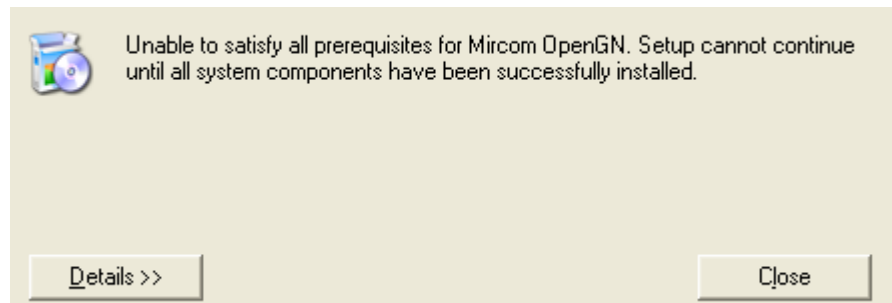 Unable to satisfy all prerequisites for Mircom OpenGN. Setup cannot continue
until all system components have been successfully installed.
Details >>
Close